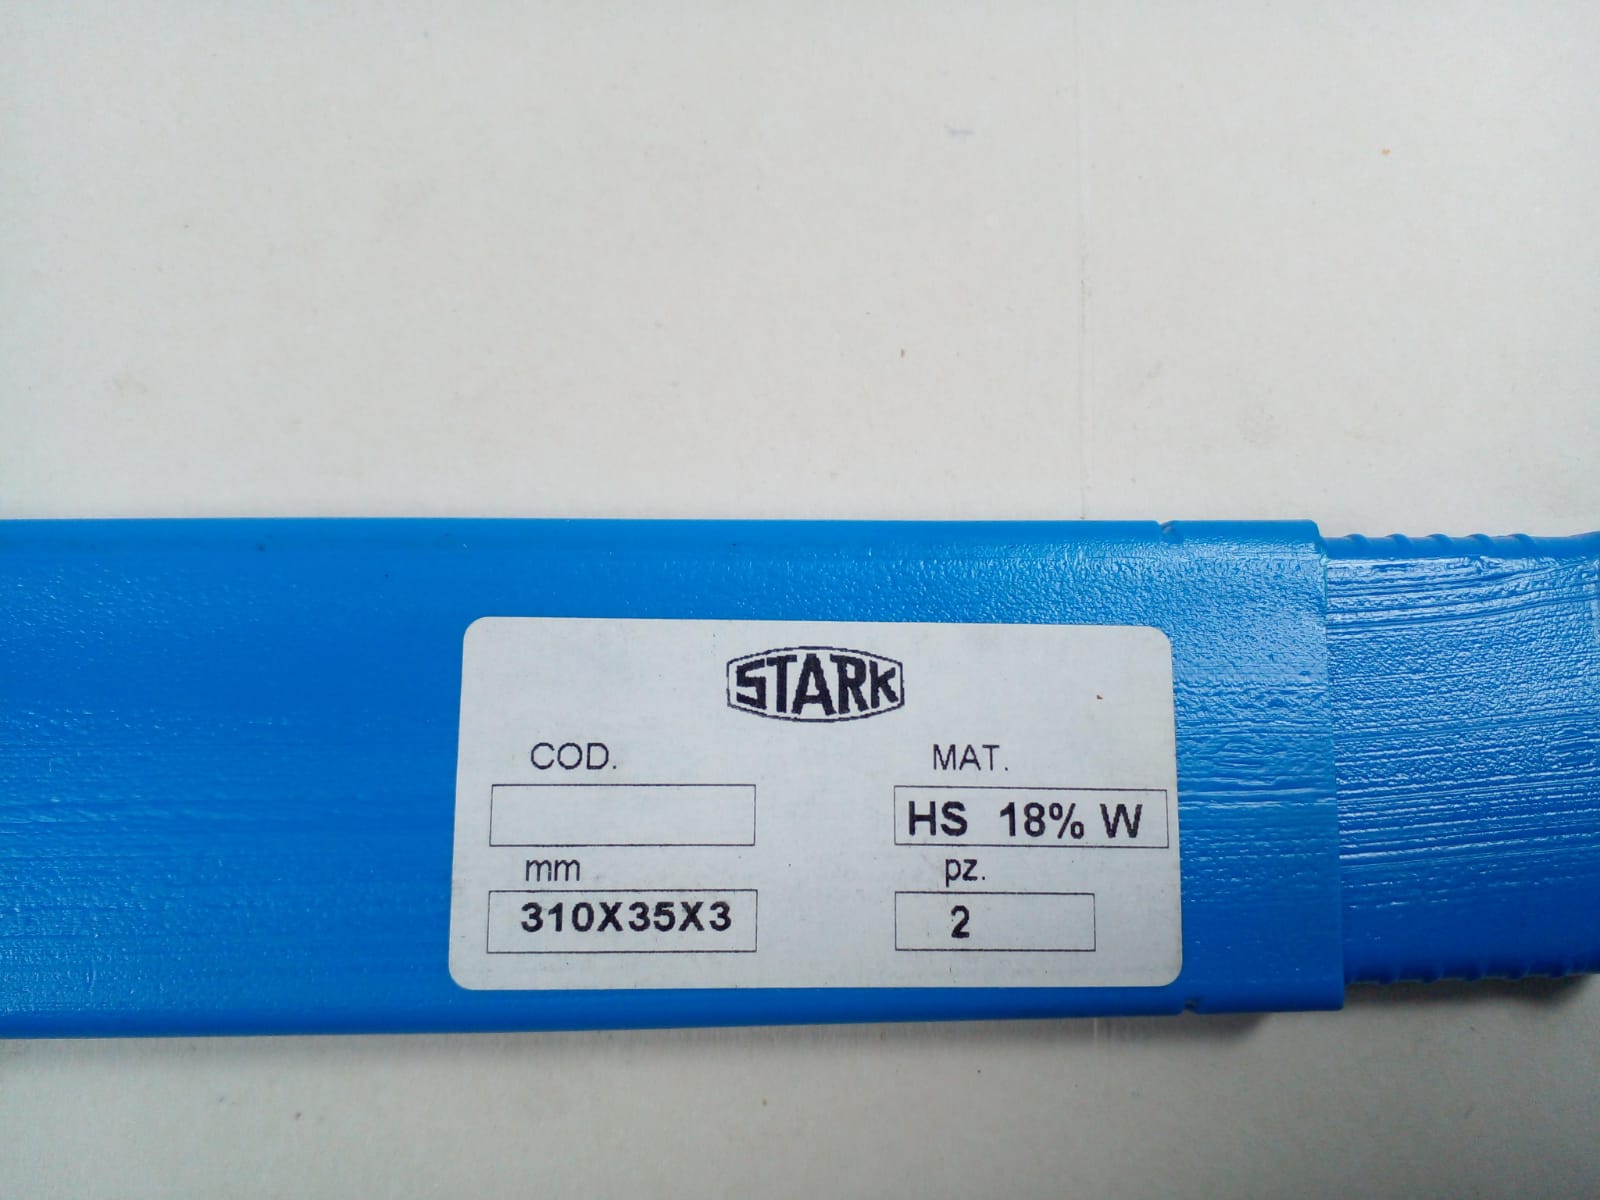 STARK
COD. MAT.
HS 18% W
mm pz.
310X35X3 2